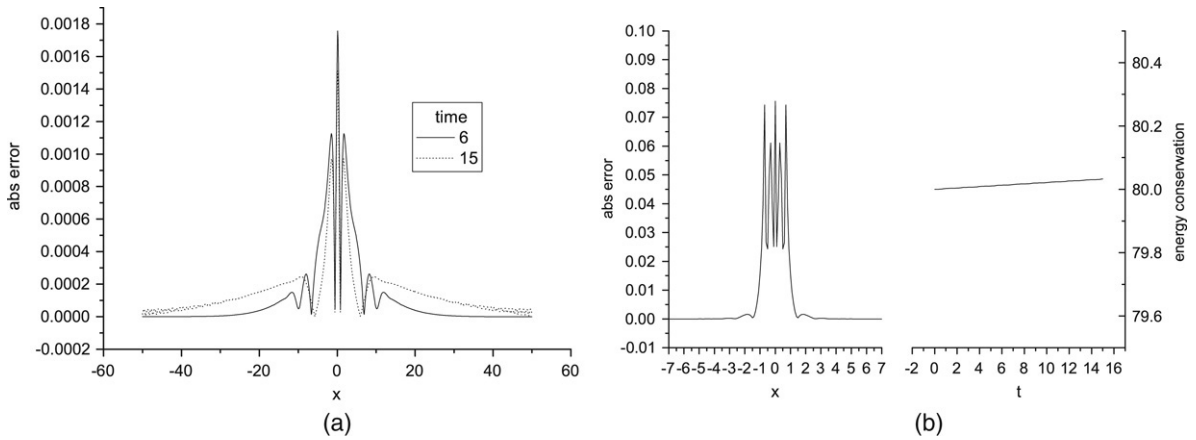 0.0018
0.0016
0.0014
0.0012
0.0010
0.0008
0.0006
0.0004
0.0002
0.0000
-0.0002
abs error
-60 -40 -20 0 20 40 60
x
time
6
15
(a)
0.10
0.09
0.08
0.07
0.06
0.05
0.04
0.03
0.02
0.01
0.00
-0.01
abs error
-7-6-5-4-3-2-1 0 1 2 3 4 5 6 7
x
80.4
80.2
80.0
79.8
79.6
energy conserwation
-2 0 2 4 6 8 10 12 14 16
t
(b)